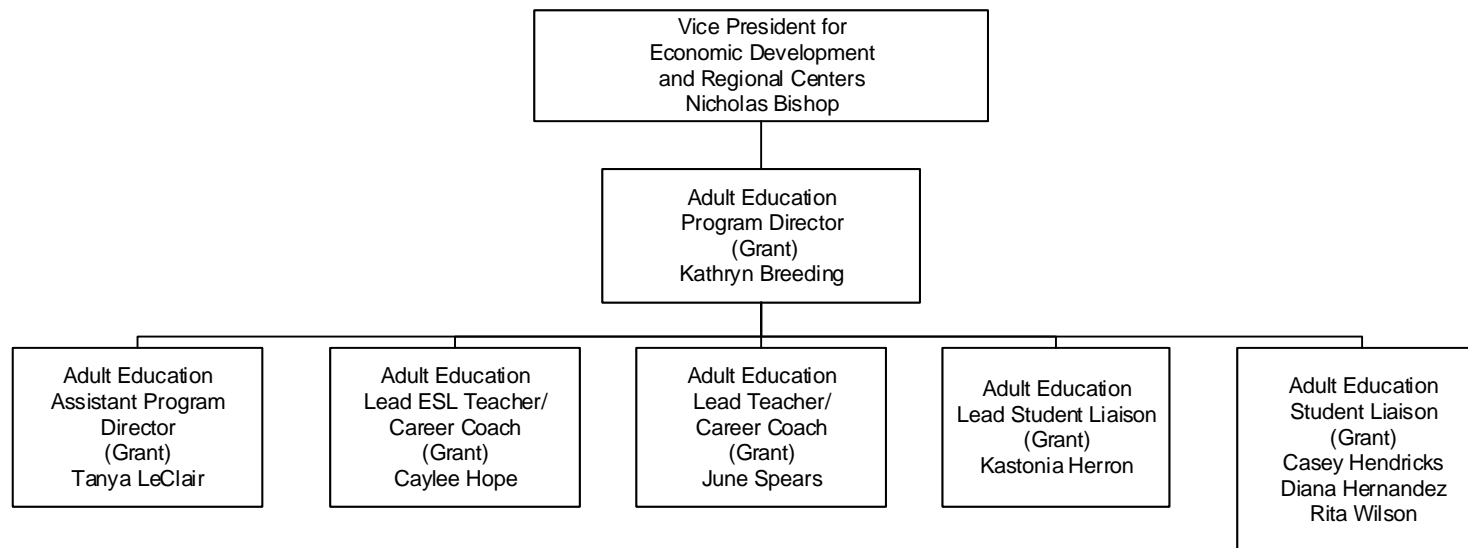 Vice President for
Economic Development
and Regional Centers
Nicholas Bishop
Adult Education
Program Director
(Grant)
Kathryn Breeding
Adult Education
Assistant Program
Director
(Grant)
Tanya LeClair
Adult Education
Lead ESL Teacher/
Career Coach
(Grant)
Caylee Hope
Adult Education
Lead Teacher/
Career Coach
(Grant)
June Spears
Adult Education
Lead Student Liaison
(Grant)
Kastonia Herron
Adult Education
Student Liaison
(Grant)
Casey Hendricks
Diana Hernandez
Rita Wilson